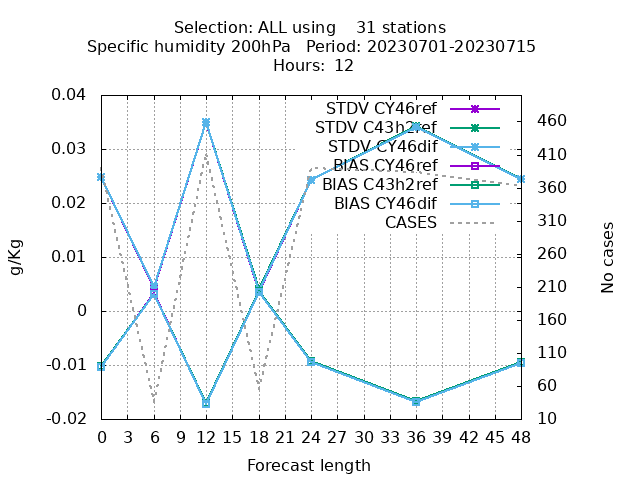 Selection: ALL using    31 stations
Specific humidity 200hPa   Period: 20230701-20230715
Hours:  12
0.04
0.03
0.02
0.01
0
-0.01
-0.02
g/Kg
STDV CY46ref
STDV C43h2ref
STDV CY46dif
BIAS CY46ref
BIAS C43h2ref
BIAS CY46dif
CASES
460
410
360
310
260
210
160
110
60
10
No cases
0 3 6 9 12 15 18 21 24 27 30 33 36 39 42 45 48
Forecast length